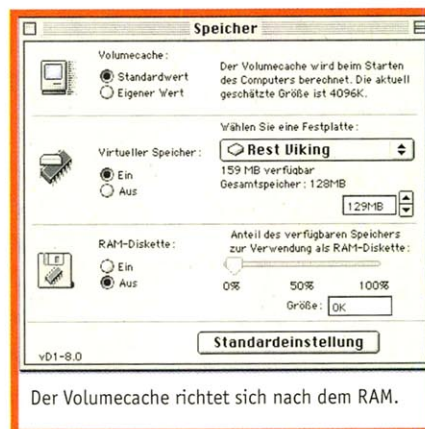 Speicher
Volumecache:
Standardwert
Eigener Wert
Der Volumecache wird beim Starten
des Computers berechnet. Die aktuell
geschätzte Größe ist 4096K.
Wählen Sie eine Festplatte:
Virtueller Speicher:
Ein
Aus
Rest Viking
159 MB verfügbar
Gesamtspeicher: 128MB
129MB
RAM-Diskette:
Ein
Aus
Anteil des verfügbaren Speichers
zur Verwendung als RAM-Diskette:
0% 50% 100%
Größe: 0K
Standardeinstellung
vD1-8.0
Der Volumecache richtet sich nach dem RAM.